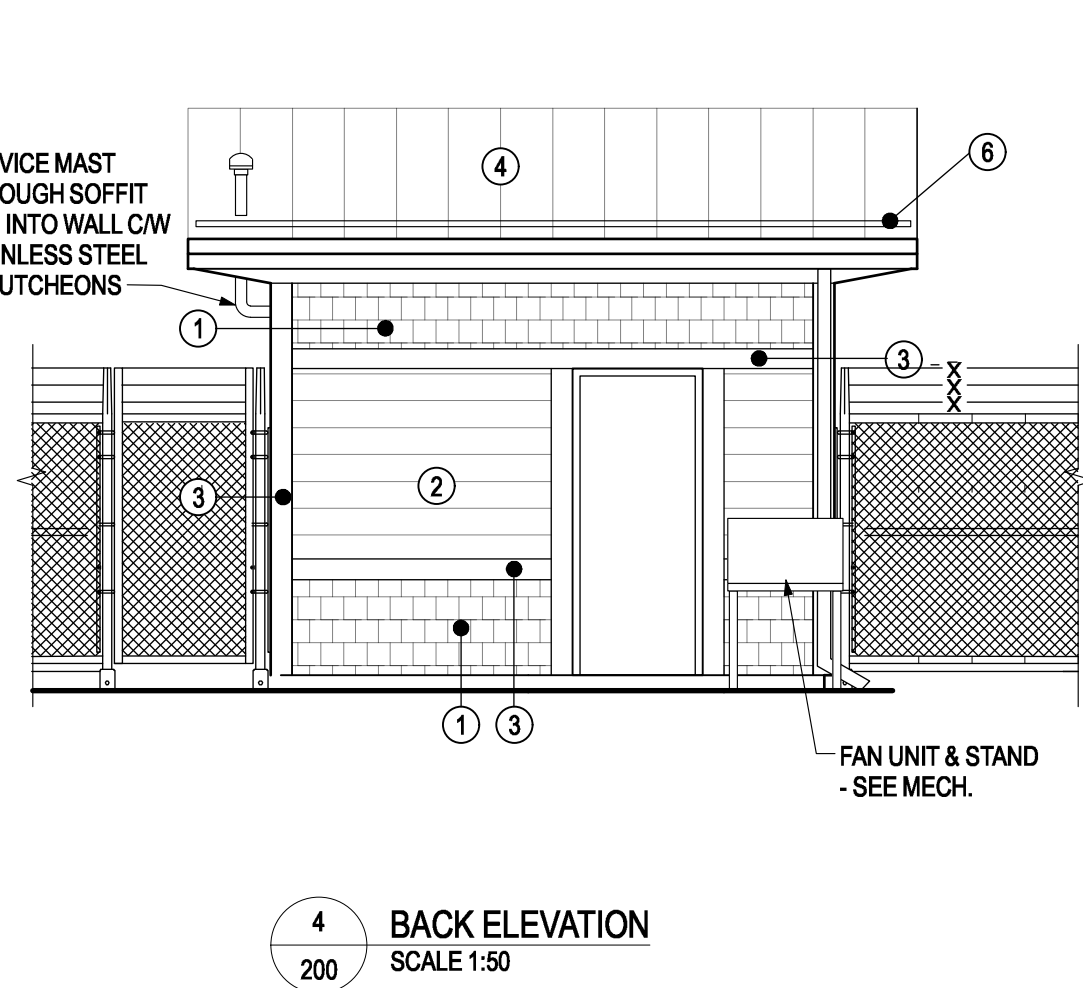 VICE MAST
OUGH SOFFIT
INTO WALL C/W
NLESS STEEL
UTCHEONS
4
6
1
3
X
X
X
2
3
1
3
FAN UNIT & STAND
- SEE MECH.
4
200
BACK ELEVATION
SCALE 1:50